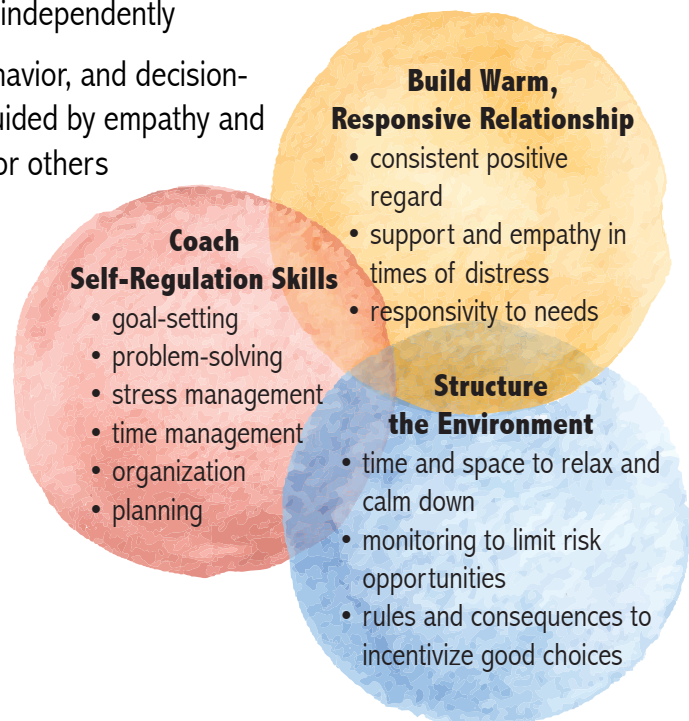 independently
and decision-
guided by empathy and
others
Build Warm,
Responsive Relationship
• consistent positive
regard
• support and empathy in
times of distress
• responsivity to needs
Coach
Self-Regulation Skills
• goal-setting
• problem-solving
• stress management
• time management
• organization
• planning
Structure
the Environment
• time and space to relax and
calm down
• monitoring to limit risk
opportunities
• rules and consequences to
incentivize good choices